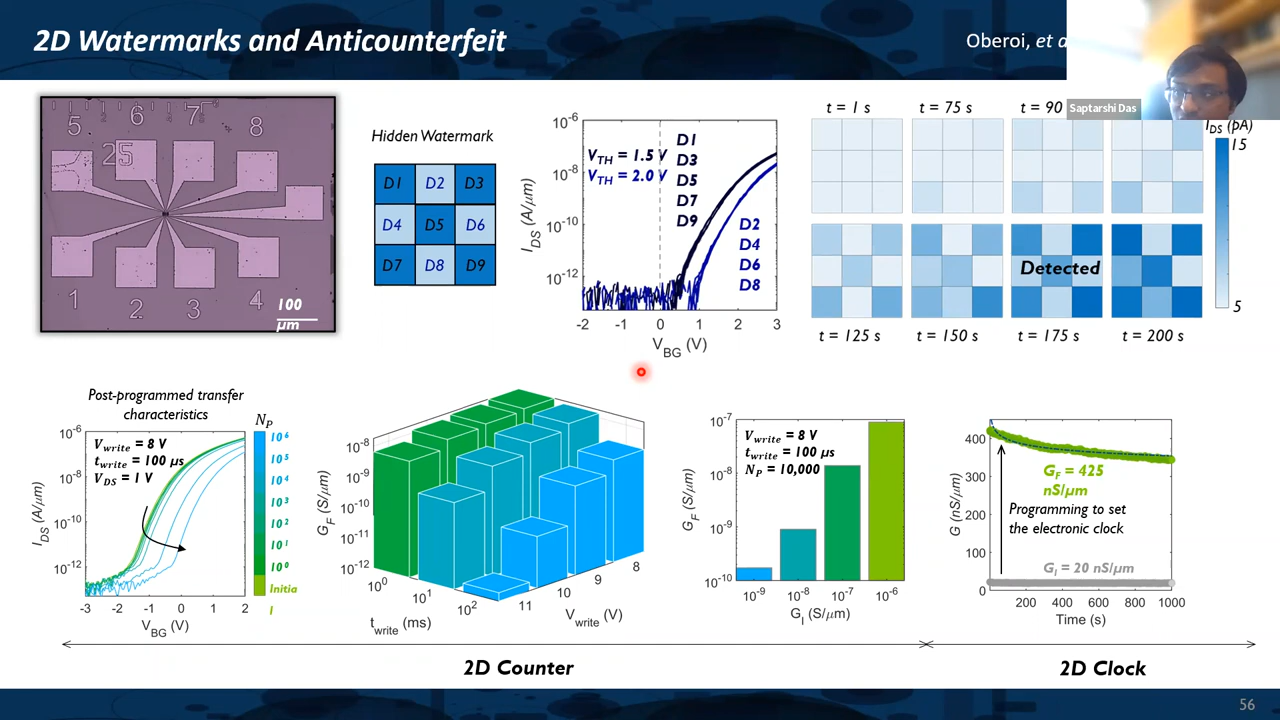 2D Watermarks and Anticounterfeit
Oberoi, et a
Saptarshi Das
5 6 7 8
25
1 2 3 4
100
µm
Hidden Watermark
D1 D2 D3
D4 D5 D6
D7 D8 D9
I_DS (A/µm)
10^-6
10^-8
10^-10
10^-12
V_TH = 1.5 V
V_TH = 2.0 V
D1
D3
D5
D7
D9
D2
D4
D6
D8
-2 -1 0 1 2 3
V_BG (V)
t = 1 s t = 75 s t = 90
Detected
t = 125 s t = 150 s t = 175 s t = 200 s
I_DS (pA)
15
5
Post-programmed transfer
characteristics
I_DS (A/µm)
10^-6
10^-8
10^-10
10^-12
V_write = 8 V
t_write = 100 µs
V_DS = 1 V
-3 -2 -1 0 1 2
V_BG (V)
N_P
10^6
10^5
10^4
10^3
10^2
10^1
10^0
Initia
l
G_F (S/µm)
10^-8
10^-9
10^-10
10^-11
10^-12
10^0 10^1 10^2
t_write (ms)
11 10 9 8
V_write (V)
G_F (S/µm)
10^-7
10^-8
10^-9
10^-10
V_write = 8 V
t_write = 100 µs
N_P = 10,000
10^-9 10^-8 10^-7 10^-6
G_I (S/µm)
G (nS/µm)
400
300
200
100
0
G_F = 425
nS/µm
Programming to set
the electronic clock
G_I = 20 nS/µm
200 400 600 800 1000
Time (s)
2D Counter
2D Clock
56